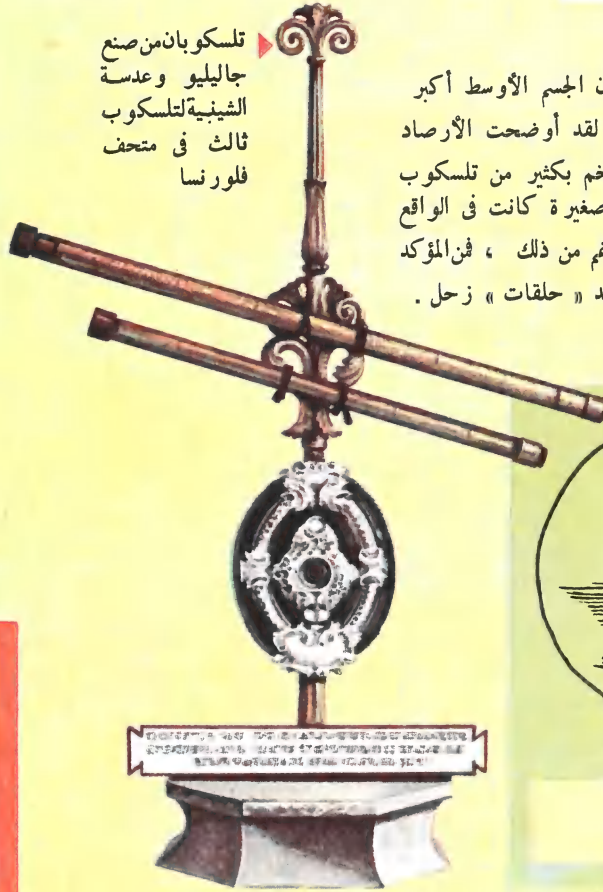 تلسكوبان من صنع
جاليليو وعدسة
الشيئية لتلسكوب
ثالث فى متحف
فلورنسا
ن الجسم الأوسط أكبر
لقد أوضحت الأرصاد
خم بكثير من تلسكوب
صغيرة كانت فى الواقع
غم من ذلك ، فمن المؤكد
د « حلقات » زحل .